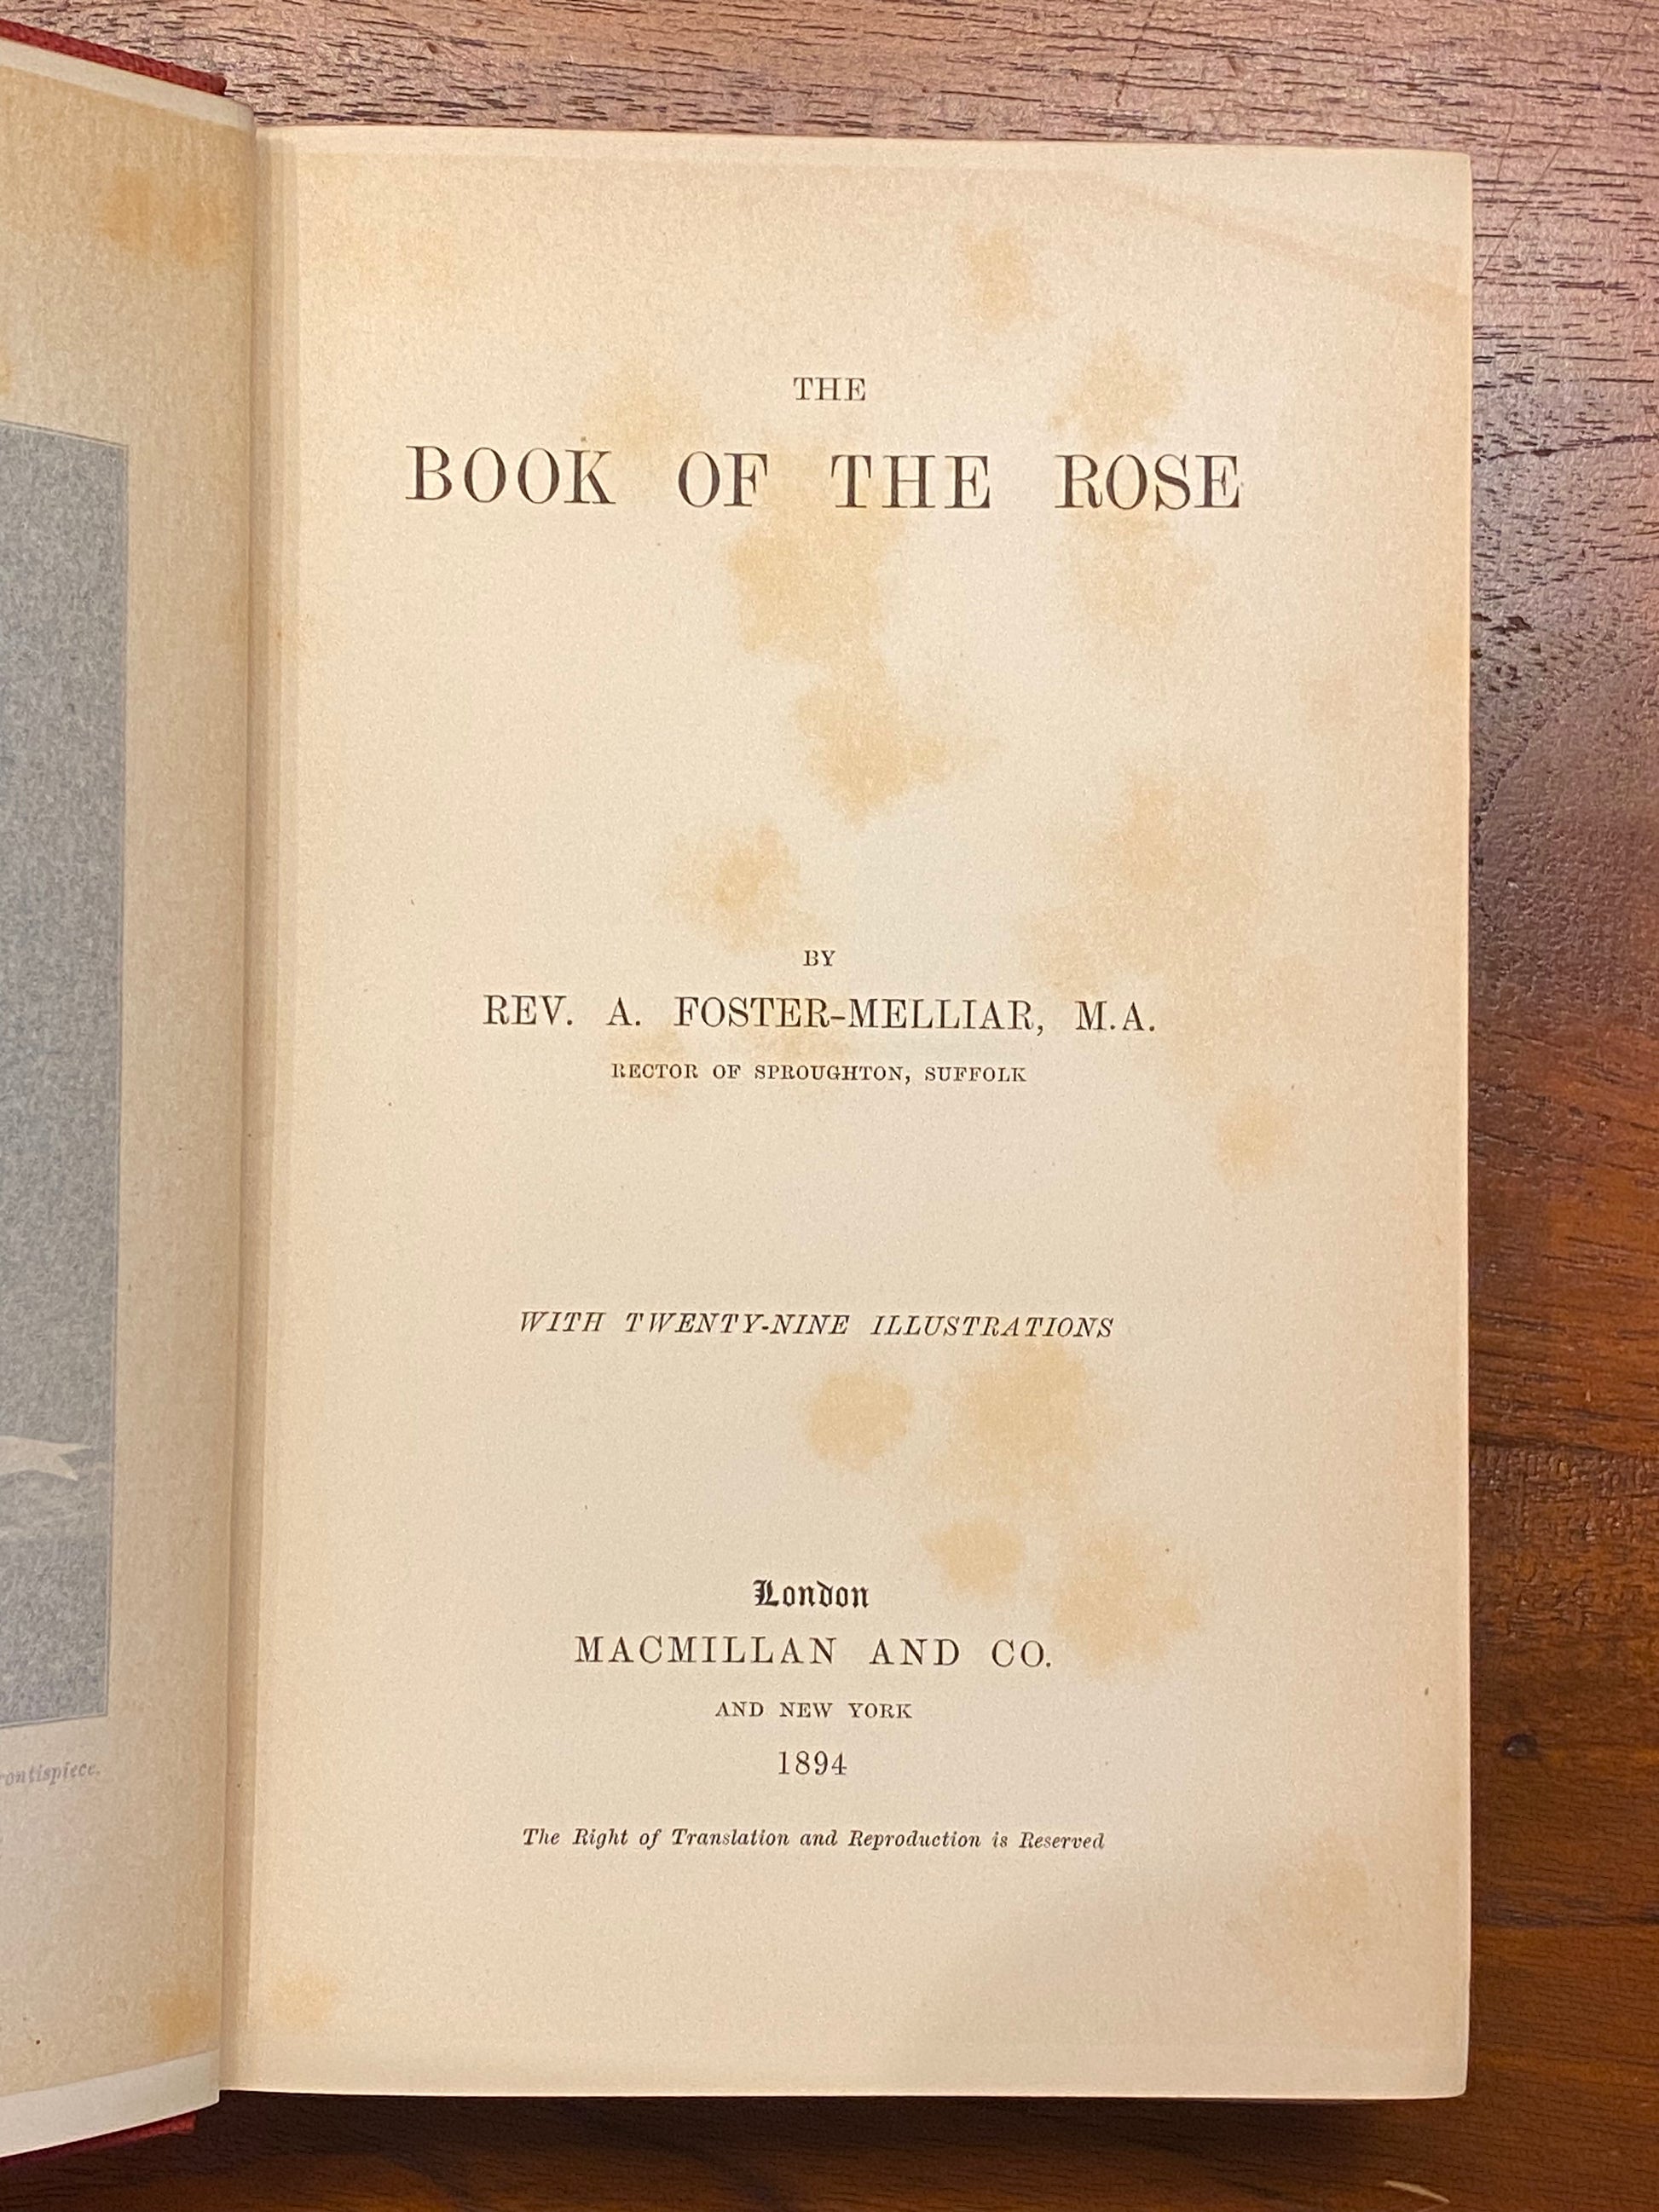 THE
BOOK OF THE ROSE
BY
REV. A. FOSTER-MELLIAR, M.A.
RECTOR OF SPROUGHTON, SUFFOLK
WITH TWENTY-NINE ILLUSTRATIONS
London
MACMILLAN AND CO.
AND NEW YORK
1894
The Right of Translation and Reproduction is Reserved
rontispiece.